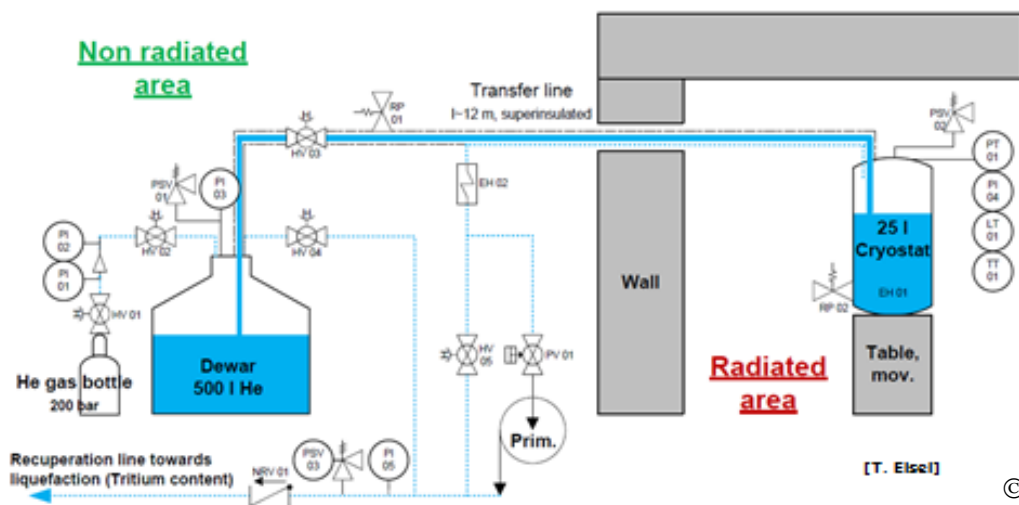 Non radiated
area
Transfer line
l~12 m, superinsulated
RP
01
HV 03
PSV
02
PT
01
PI
04
LT
01
TT
01
PSV
01
PI
03
EH 02
PI
02
PI
01
HV 02
HV 04
HV 01
25 l
Cryostat
EH 01
RP 02
Wall
Dewar
500 l He
He gas bottle
200 bar
HV
05
PV 01
Radiated
area
Table,
mov.
Prim.
Recuperation line towards
liquefaction (Tritium content)
NRV 01
PSV
03
PI
05
[T. Eisel]
©